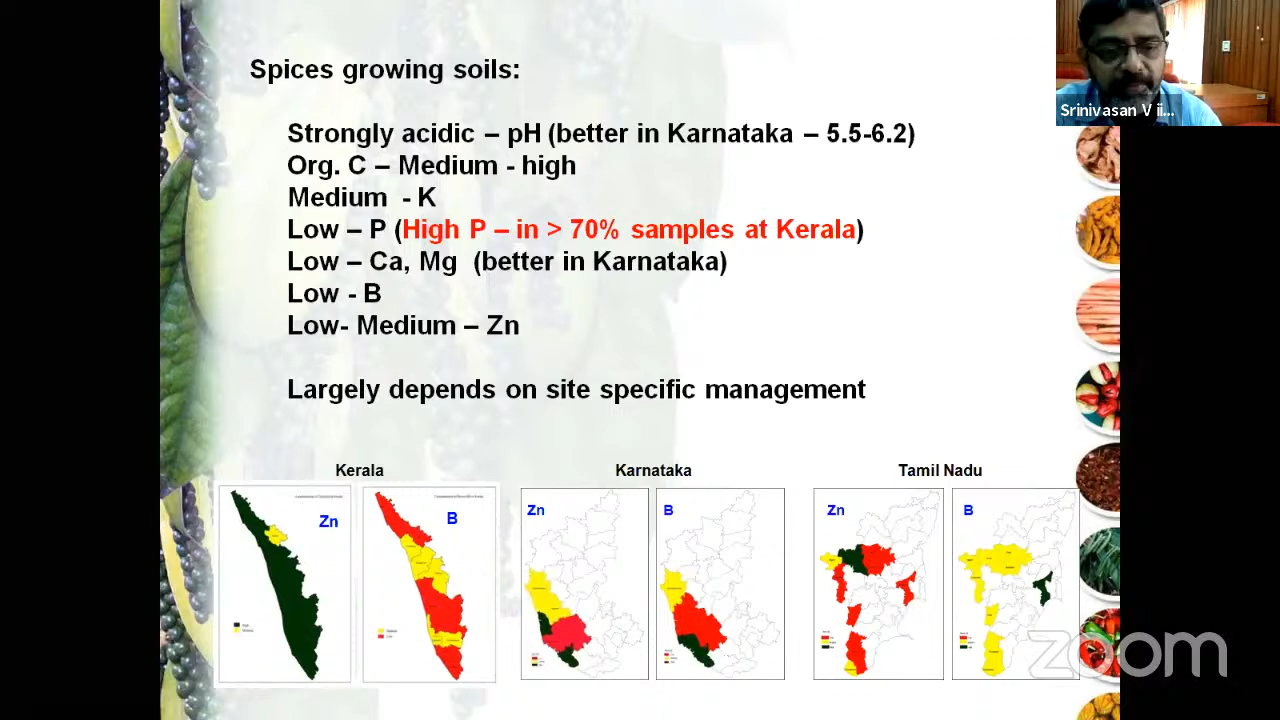 Spices growing soils:
Strongly acidic – pH (better in Karnataka – 5.5-6.2)
Org. C – Medium - high
Medium - K
Low – P (High P – in > 70% samples at Kerala)
Low – Ca, Mg (better in Karnataka)
Low - B
Low- Medium – Zn
Largely depends on site specific management
Srinivasan V ii...
Kerala
Karnataka
Tamil Nadu
Zn
B
Zn
B
Zn
B
zoom